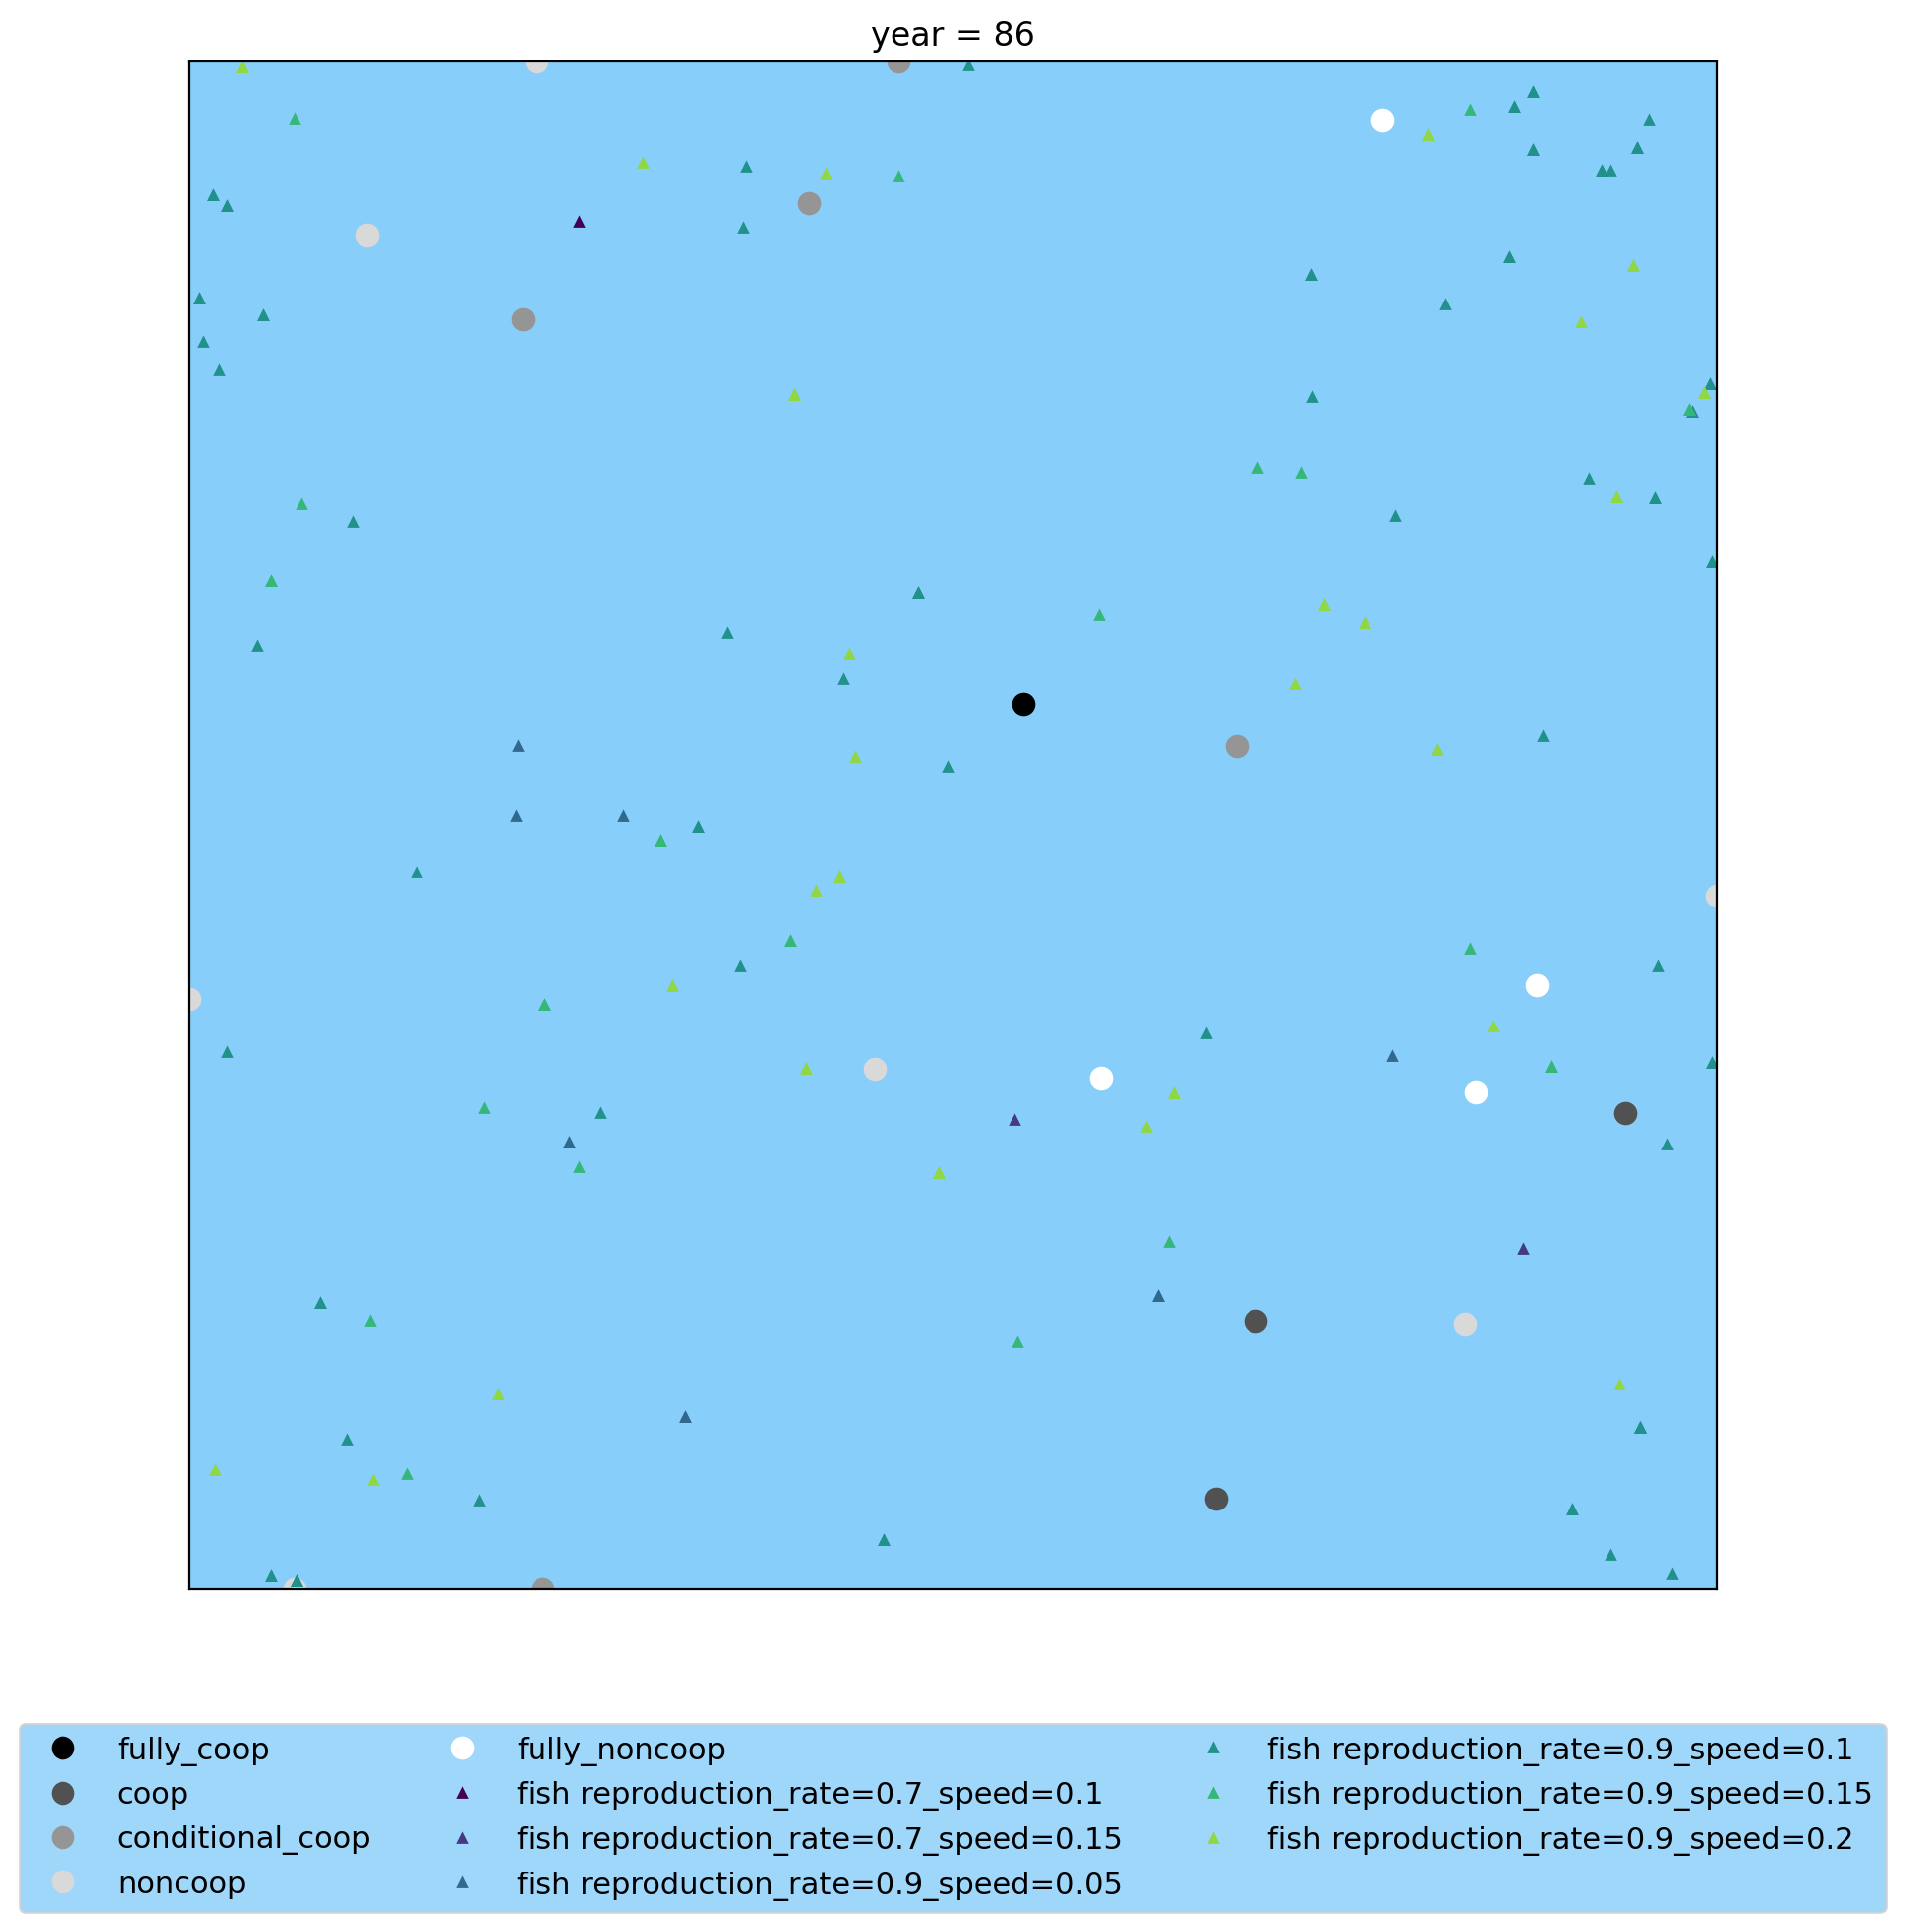 year = 86
fully_coop
coop
conditional_coop
noncoop
fully_noncoop
fish reproduction_rate=0.7_speed=0.1
fish reproduction_rate=0.7_speed=0.15
fish reproduction_rate=0.9_speed=0.05
fish reproduction_rate=0.9_speed=0.1
fish reproduction_rate=0.9_speed=0.15
fish reproduction_rate=0.9_speed=0.2